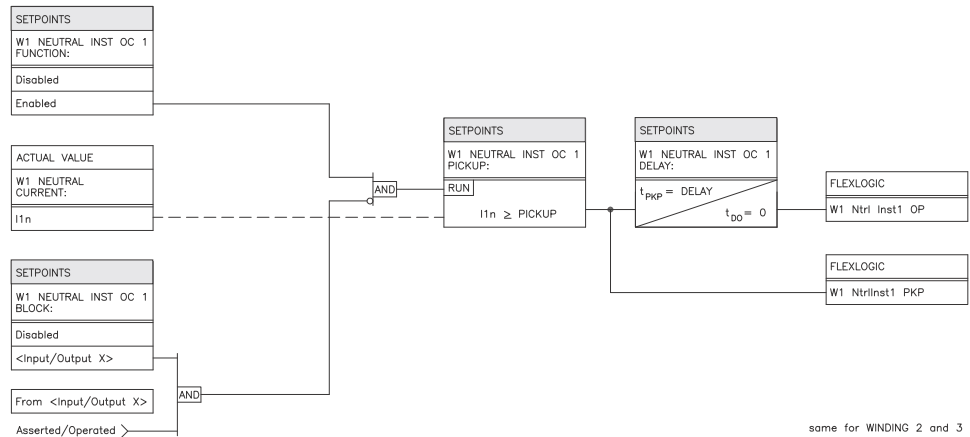 SETPOINTS
W1 NEUTRAL INST OC 1
FUNCTION:
Disabled
Enabled
ACTUAL VALUE
W1 NEUTRAL
CURRENT:
I1n
SETPOINTS
W1 NEUTRAL INST OC 1
BLOCK:
Disabled
<Input/Output X>
From <Input/Output X>
Asserted/Operated
AND
AND
SETPOINTS
W1 NEUTRAL INST OC 1
PICKUP:
RUN
I1n ≥ PICKUP
SETPOINTS
W1 NEUTRAL INST OC 1
DELAY:
tPKP = DELAY
tDO = 0
FLEXLOGIC
W1 Ntrl Inst1 OP
FLEXLOGIC
W1 NtrlInst1 PKP
same for WINDING 2 and 3